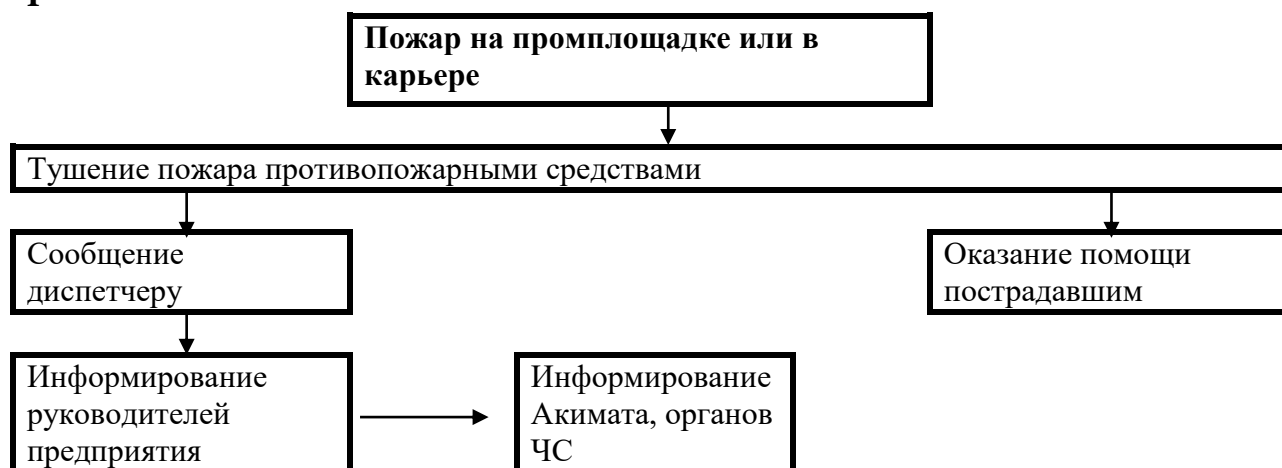 Пожар на промплощадке или в
карьере
Тушение пожара противопожарными средствами
Сообщение
диспетчеру
Оказание помощи
пострадавшим
Информирование
руководителей
предприятия
Информирование
Акимата, органов
ЧС